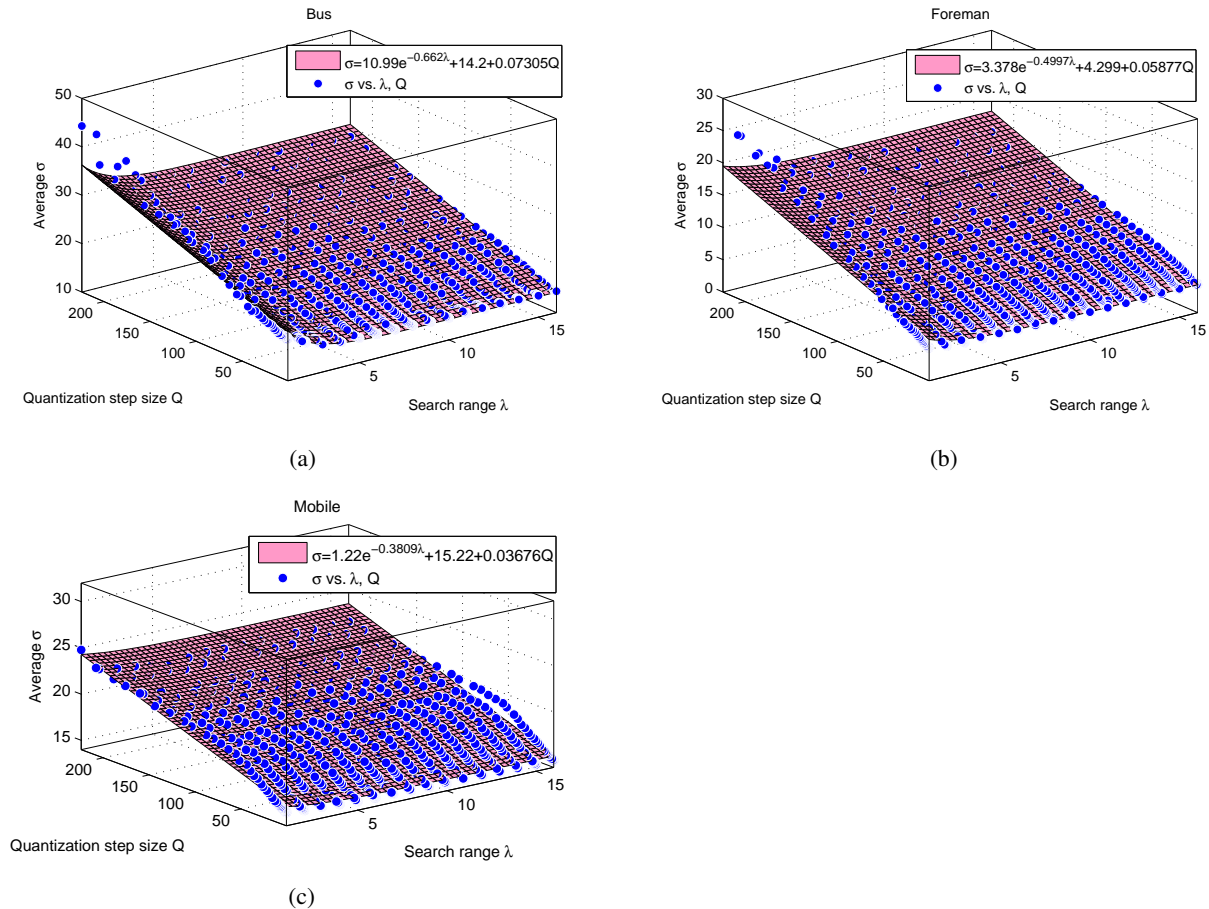 Bus
σ=10.99e^−0.662λ+14.2+0.07305Q
σ vs. λ, Q
50
40
30
20
10
Average σ
200
150
100
50
Quantization step size Q
5
10
15
Search range λ
(a)
Foreman
σ=3.378e^−0.4997λ+4.299+0.05877Q
σ vs. λ, Q
30
25
20
15
10
5
0
Average σ
200
150
100
50
Quantization step size Q
5
10
15
Search range λ
(b)
Mobile
σ=1.22e^−0.3809λ+15.22+0.03676Q
σ vs. λ, Q
30
25
20
15
Average σ
200
150
100
50
Quantization step size Q
5
10
15
Search range λ
(c)